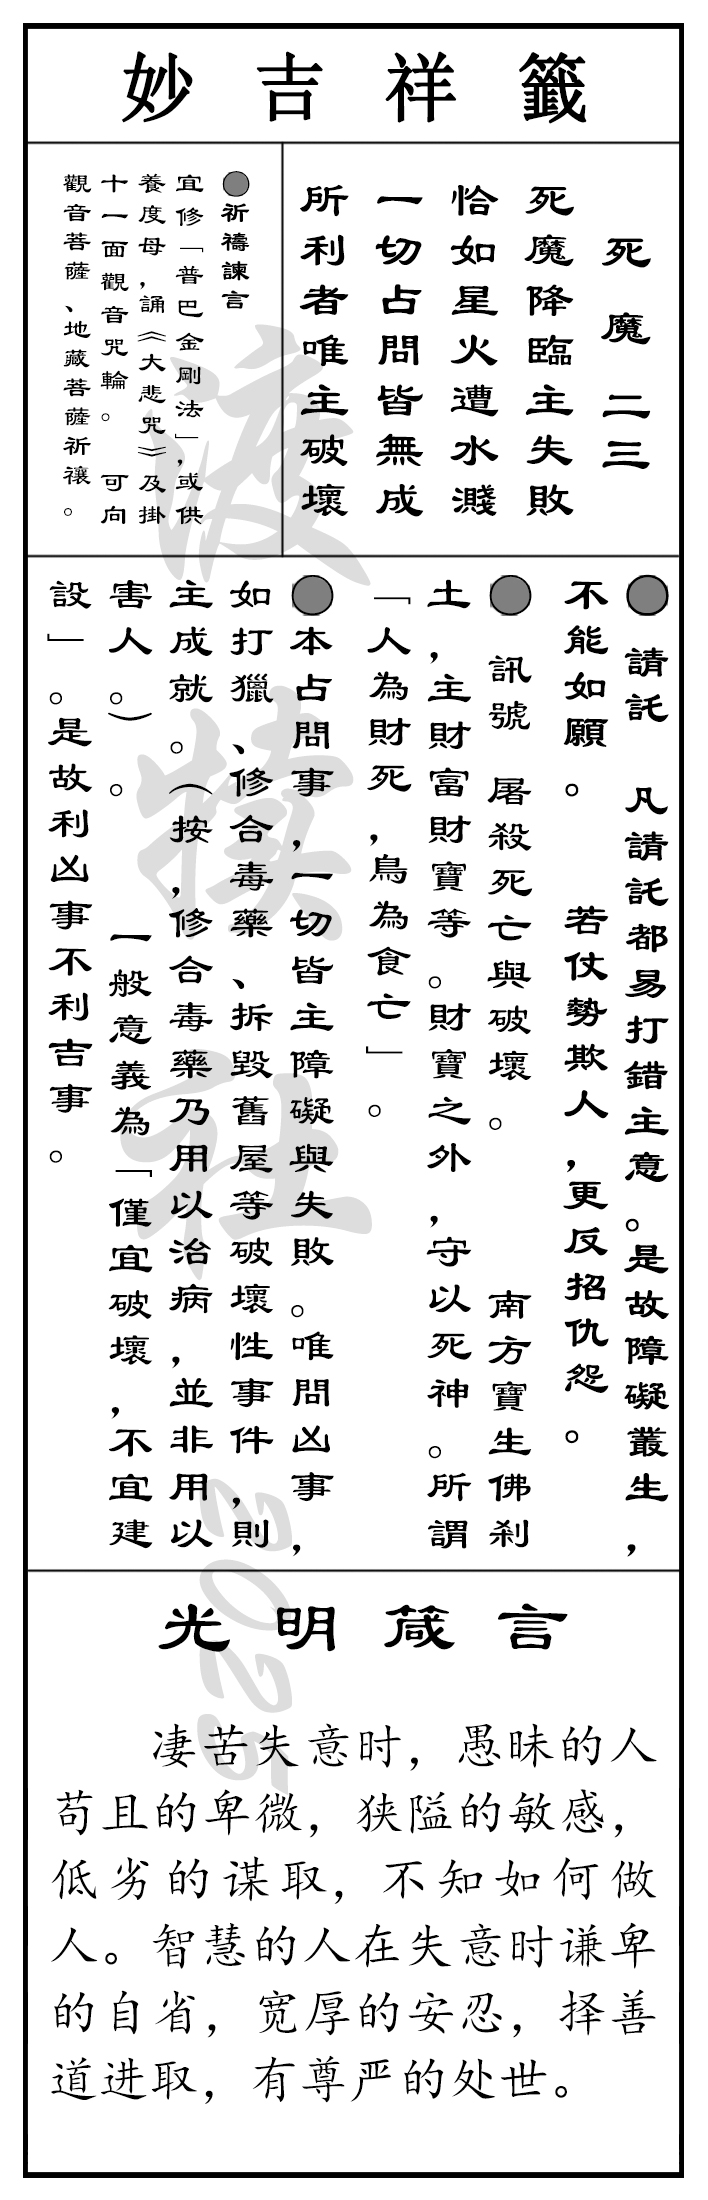 妙吉祥籤
死魔二三
死魔降臨主失敗
恰如星火遭水濺
一切占問皆無成
所利者唯主破壞
●祈禱諫言
宜修「普巴金剛法」，或供
養度母，誦《大悲咒》及掛
十一面觀音咒輪。　可向
觀音菩薩、地藏菩薩祈禳。
●請託　凡請託都易打錯主意。是故障礙叢生，
不能如願。　若仗勢欺人，更反招仇怨。
●訊號　屠殺死亡與破壞。　南方寶生佛刹
土，主財富財寶等。財寶之外，守以死神。所謂
「人為財死，鳥為食亡」。
●本占問事，一切皆主障礙與失敗。唯問凶事，
如打獵、修合毒藥、拆毀舊屋等破壞性事件，則
主成就。（按，修合毒藥乃用以治病，並非用以
害人。）。　一般意義為「僅宜破壞，不宜建
設」。是故利凶事不利吉事。
光明箴言
凄苦失意时，愚昧的人
苟且的卑微，狭隘的敏感，
低劣的谋取，不知如何做
人。智慧的人在失意时谦卑
的自省，宽厚的安忍，择善
道进取，有尊严的处世。
渡犊社 2025